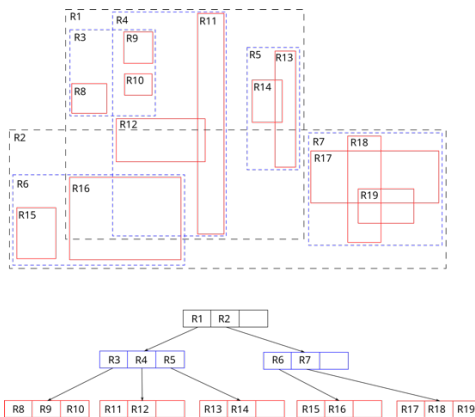 R1
R4
R11
R3
R9
R5
R13
R10
R8
R14
R12
R2
R7
R18
R17
R6
R16
R19
R15
R1 R2
R3 R4 R5
R6 R7
R8 R9 R10
R11 R12
R13 R14
R15 R16
R17 R18 R19